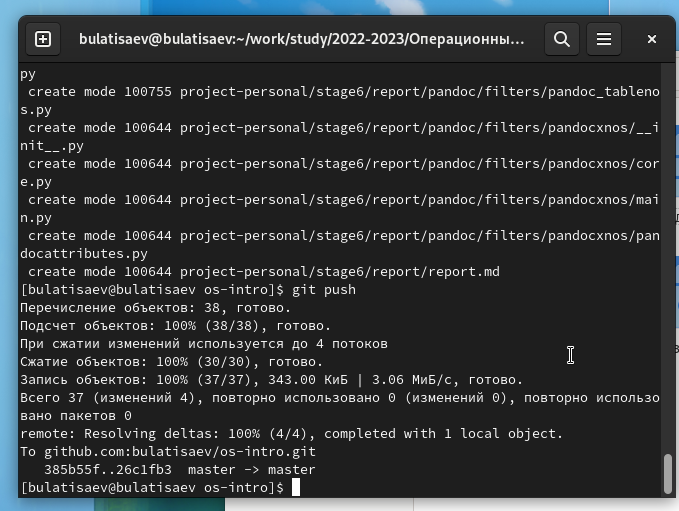 bulatisaev@bulatisaev:~/work/study/2022-2023/Операционны...
py
 create mode 100755 project-personal/stage6/report/pandoc/filters/pandoc_tableno
s.py
 create mode 100644 project-personal/stage6/report/pandoc/filters/pandocxnos/__i
nit__.py
 create mode 100644 project-personal/stage6/report/pandoc/filters/pandocxnos/cor
e.py
 create mode 100644 project-personal/stage6/report/pandoc/filters/pandocxnos/mai
n.py
 create mode 100644 project-personal/stage6/report/pandoc/filters/pandocxnos/pan
docattributes.py
 create mode 100644 project-personal/stage6/report/report.md
[bulatisaev@bulatisaev os-intro]$ git push
Перечисление объектов: 38, готово.
Подсчет объектов: 100% (38/38), готово.
При сжатии изменений используется до 4 потоков
Сжатие объектов: 100% (30/30), готово.
Запись объектов: 100% (37/37), 343.00 КиБ | 3.06 МиБ/с, готово.
Всего 37 (изменений 4), повторно использовано 0 (изменений 0), повторно использо
вано пакетов 0
remote: Resolving deltas: 100% (4/4), completed with 1 local object.
To github.com:bulatisaev/os-intro.git
   385b55f..26c1fb3  master -> master
[bulatisaev@bulatisaev os-intro]$